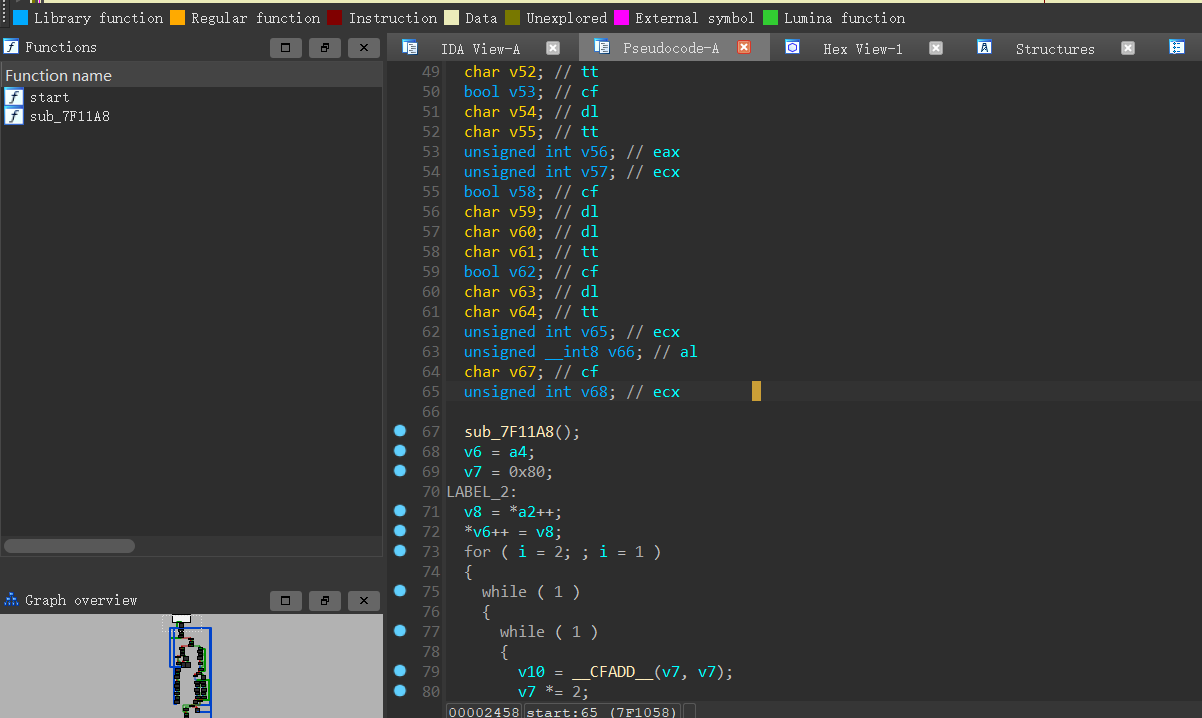 Library function Regular function Instruction Data Unexplored External symbol Lumina function
Functions
Function name
start
sub_7F11A8
Graph overview
IDA View-A Pseudocode-A Hex View-1 Structures
49 char v52; // tt
50 bool v53; // cf
51 char v54; // dl
52 char v55; // tt
53 unsigned int v56; // eax
54 unsigned int v57; // ecx
55 bool v58; // cf
56 char v59; // dl
57 char v60; // dl
58 char v61; // tt
59 bool v62; // cf
60 char v63; // dl
61 char v64; // tt
62 unsigned int v65; // ecx
63 unsigned __int8 v66; // al
64 char v67; // cf
65 unsigned int v68; // ecx
66
67 sub_7F11A8();
68 v6 = a4;
69 v7 = 0x80;
70 LABEL_2:
71 v8 = *a2++;
72 *v6++ = v8;
73 for ( i = 2; ; i = 1 )
74 {
75 while ( 1 )
76 {
77 while ( 1 )
78 {
79 v10 = __CFADD__(v7, v7);
80 v7 *= 2;
00002458 start:65 (7F1058)